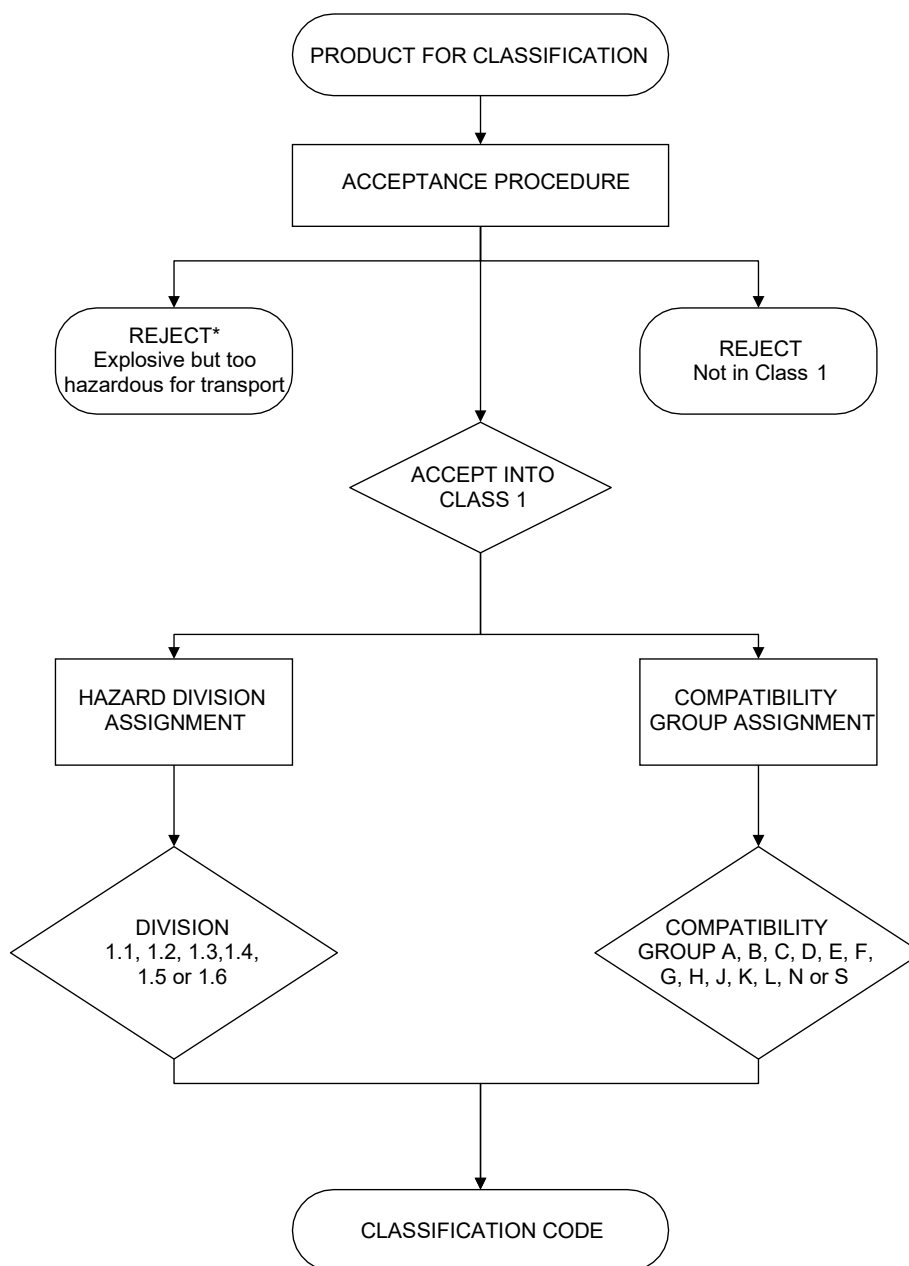 PRODUCT FOR CLASSIFICATION
ACCEPTANCE PROCEDURE
REJECT*
Explosive but too
hazardous for transport
REJECT
Not in Class 1
ACCEPT INTO
CLASS 1
HAZARD DIVISION
ASSIGNMENT
COMPATIBILITY
GROUP ASSIGNMENT
DIVISION
1.1, 1.2, 1.3,1.4,
1.5 or 1.6
COMPATIBILITY
GROUP A, B, C, D, E, F,
G, H, J, K, L, N or S
CLASSIFICATION CODE